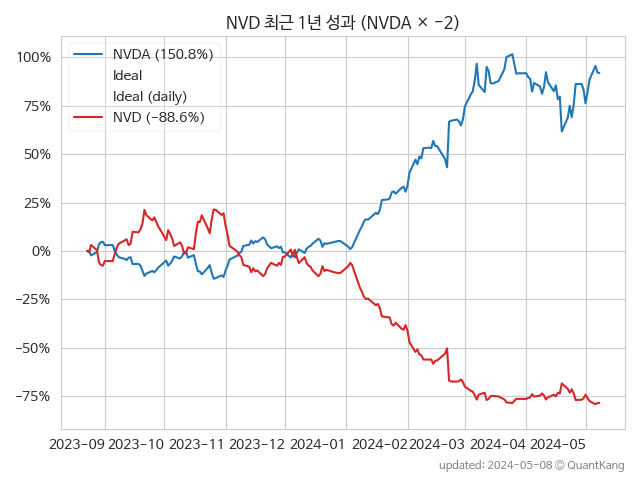 NVD 최근 1년 성과 (NVDA × −2)
NVDA (150.8%)
Ideal
Ideal (daily)
NVD (−88.6%)
100%
75%
50%
25%
0%
−25%
−50%
−75%
2023-09 2023-10 2023-11 2023-12 2024-01 2024-02 2024-03 2024-04 2024-05
updated: 2024-05-08 © QuantKang